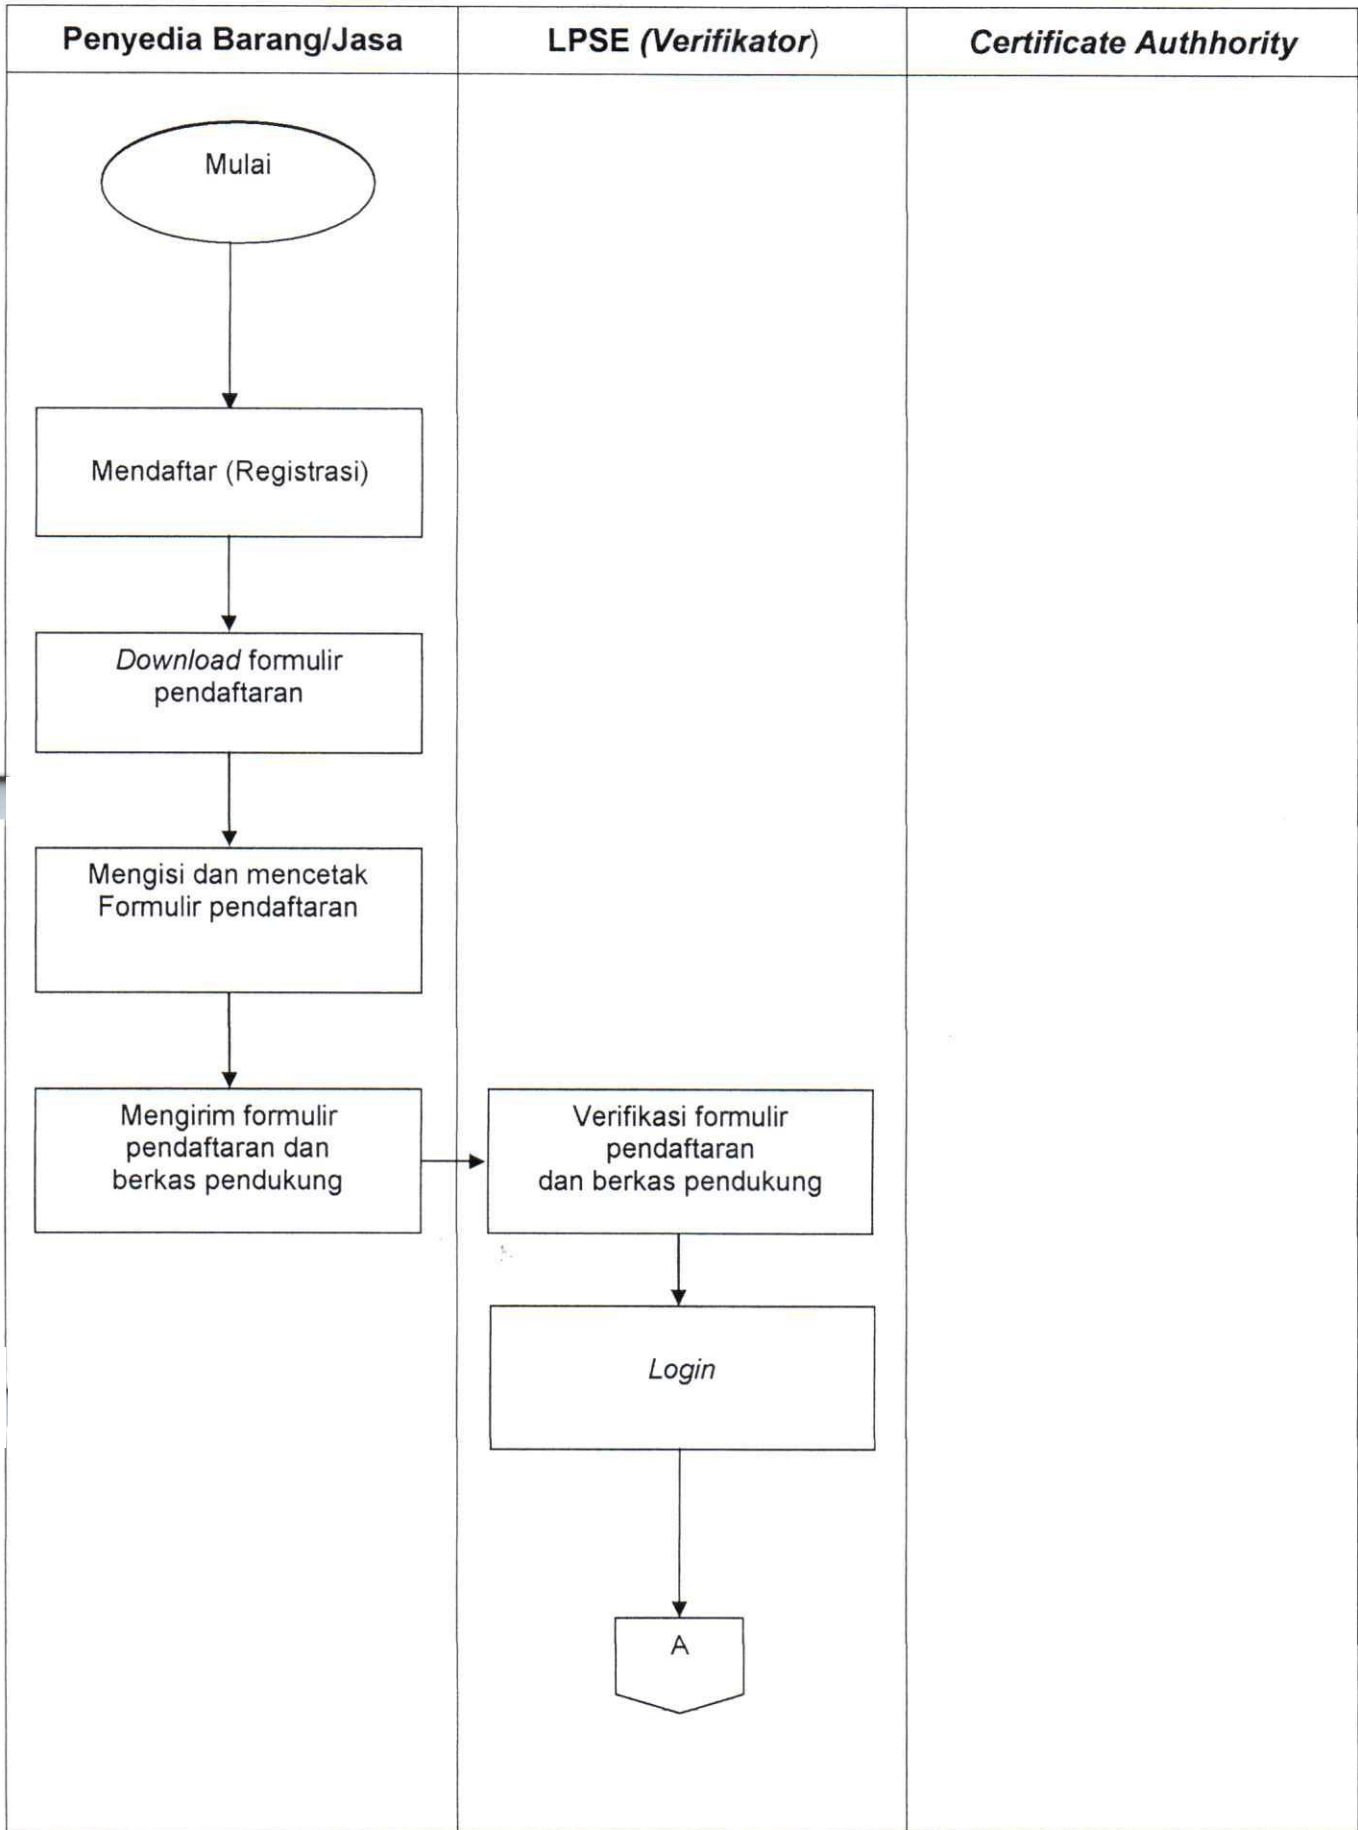 Penyedia Barang/Jasa
LPSE (Verifikator)
Certificate Authhority
Mulai
Mendaftar (Registrasi)
Download formulir
pendaftaran
Mengisi dan mencetak
Formulir pendaftaran
Mengirim formulir
pendaftaran dan
berkas pendukung
Verifikasi formulir
pendaftaran
dan berkas pendukung
Login
A